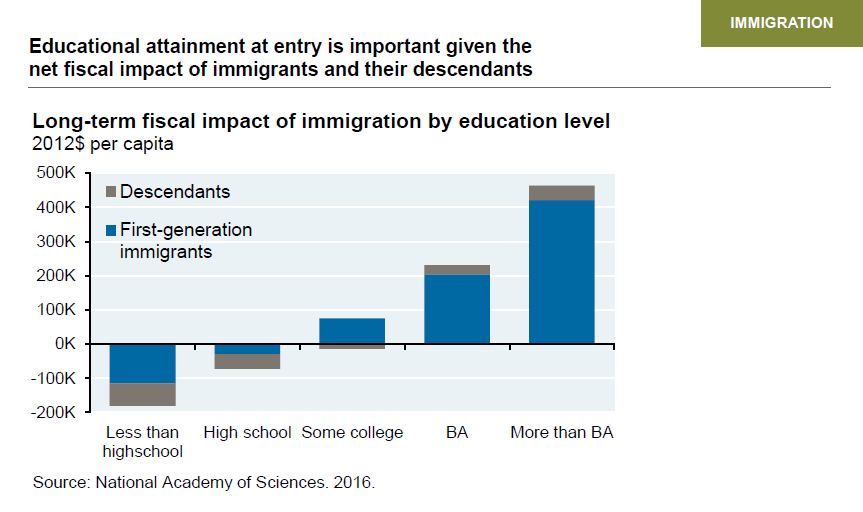 IMMIGRATION
Educational attainment at entry is important given the
net fiscal impact of immigrants and their descendants
Long-term fiscal impact of immigration by education level
2012$ per capita
500K
400K
300K
200K
100K
0K
-100K
-200K
Descendants
First-generation
immigrants
Less than
highschool
High school
Some college
BA
More than BA
Source: National Academy of Sciences. 2016.